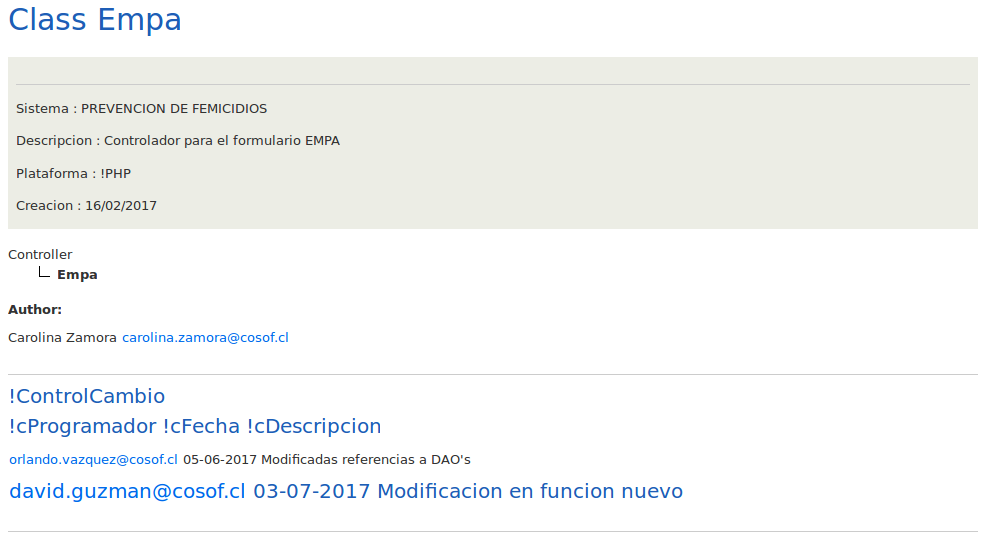 Class Empa
Sistema : PREVENCION DE FEMICIDIOS
Descripcion : Controlador para el formulario EMPA
Plataforma : !PHP
Creacion : 16/02/2017
Controller
Empa
Author:
Carolina Zamora carolina.zamora@cosof.cl
!ControlCambio
!cProgramador !cFecha !cDescripcion
orlando.vazquez@cosof.cl 05-06-2017 Modificadas referencias a DAO's
david.guzman@cosof.cl 03-07-2017 Modificacion en funcion nuevo